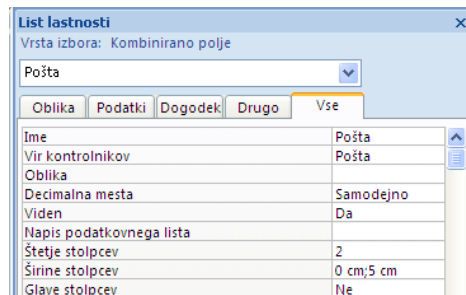 List lastnosti
Vrsta izbora: Kombinirano polje
Pošta
Oblika Podatki Dogodek Drugo Vse
Ime Pošta
Vir kontrolnikov Pošta
Oblika
Decimalna mesta Samodejno
Viden Da
Napis podatkovnega lista
Štetje stolpcev 2
Širine stolpcev 0 cm;5 cm
Glave stolpcev Ne